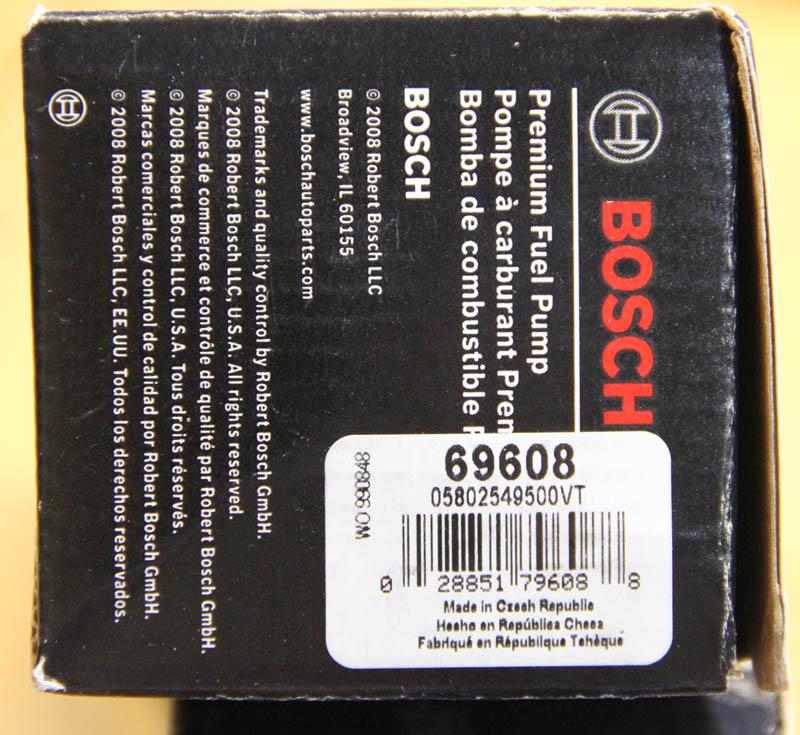 BOSCH
Premium Fuel Pump
Pompe à carburant Prem
Bomba de combustible
BOSCH
© 2008 Robert Bosch LLC
Broadview, IL 60155
www.boschautoparts.com
Trademarks and quality control by Robert Bosch GmbH.
© 2008 Robert Bosch LLC, U.S.A. All rights reserved.
Marques de commerce et contrôle de qualité par Robert Bosch GmbH.
© 2008 Robert Bosch LLC, U.S.A. Tous droits réservés.
Marcas comerciales y control de calidad por Robert Bosch GmbH.
© 2008 Robert Bosch LLC, EE.UU. Todos los derechos reservados.
69608
05802549500VT
0 28851 79608 8
Made in Czech Republic
Hecho en República Checa
Fabriqué en République Tchèque